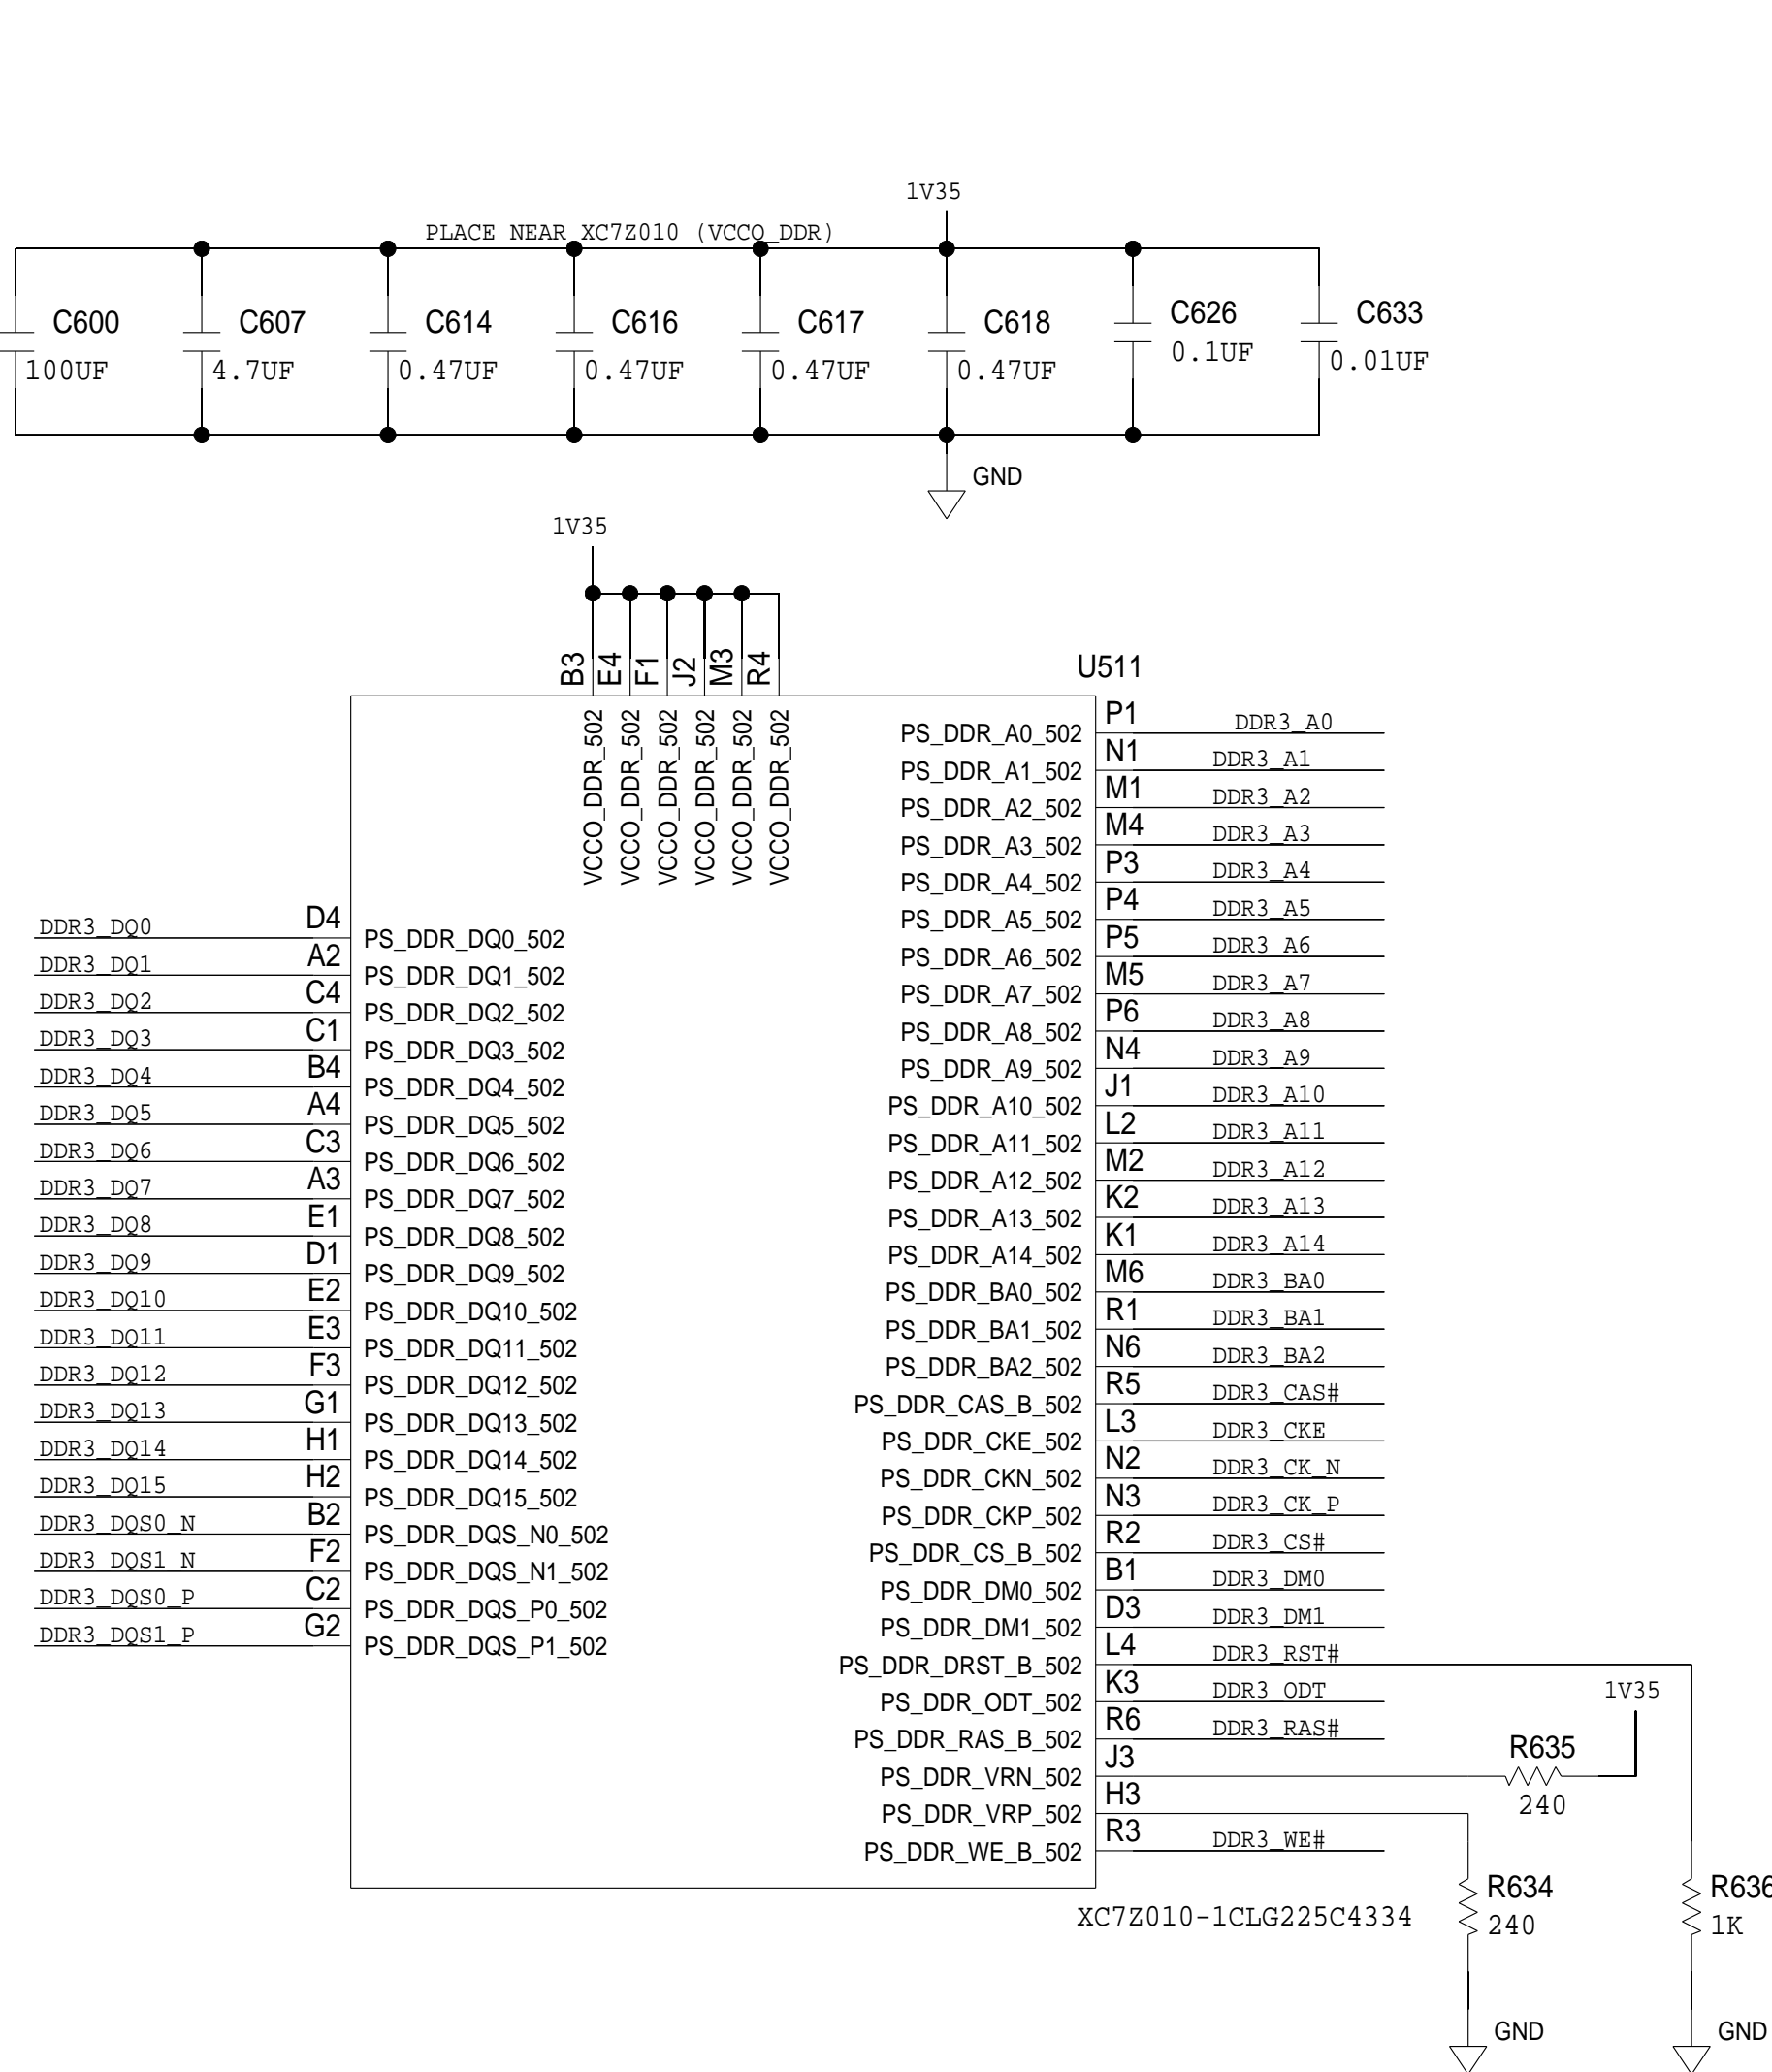 1V35
PLACE NEAR XC7Z010 (VCCO_DDR)
C600 C607 C614 C616 C617 C618 C626 C633
100UF 4.7UF 0.47UF 0.47UF 0.47UF 0.47UF 0.1UF 0.01UF
GND
1V35
B3 E4 F1 J2 M3 R4
U511
VCCO_DDR_502 VCCO_DDR_502 VCCO_DDR_502 VCCO_DDR_502 VCCO_DDR_502 VCCO_DDR_502
PS_DDR_A0_502 P1 DDR3_A0
PS_DDR_A1_502 N1 DDR3_A1
PS_DDR_A2_502 M1 DDR3_A2
PS_DDR_A3_502 M4 DDR3_A3
PS_DDR_A4_502 P3 DDR3_A4
PS_DDR_A5_502 P4 DDR3_A5
PS_DDR_A6_502 P5 DDR3_A6
PS_DDR_A7_502 M5 DDR3_A7
PS_DDR_A8_502 P6 DDR3_A8
PS_DDR_A9_502 N4 DDR3_A9
PS_DDR_A10_502 J1 DDR3_A10
PS_DDR_A11_502 L2 DDR3_A11
PS_DDR_A12_502 M2 DDR3_A12
PS_DDR_A13_502 K2 DDR3_A13
PS_DDR_A14_502 K1 DDR3_A14
PS_DDR_BA0_502 M6 DDR3_BA0
PS_DDR_BA1_502 R1 DDR3_BA1
PS_DDR_BA2_502 N6 DDR3_BA2
PS_DDR_CAS_B_502 R5 DDR3_CAS#
PS_DDR_CKE_502 L3 DDR3_CKE
PS_DDR_CKN_502 N2 DDR3_CK_N
PS_DDR_CKP_502 N3 DDR3_CK_P
PS_DDR_CS_B_502 R2 DDR3_CS#
PS_DDR_DM0_502 B1 DDR3_DM0
PS_DDR_DM1_502 D3 DDR3_DM1
PS_DDR_DRST_B_502 L4 DDR3_RST#
PS_DDR_ODT_502 K3 DDR3_ODT
PS_DDR_RAS_B_502 R6 DDR3_RAS#
PS_DDR_VRN_502 J3
PS_DDR_VRP_502 H3
PS_DDR_WE_B_502 R3 DDR3_WE#
DDR3_DQ0 D4 PS_DDR_DQ0_502
DDR3_DQ1 A2 PS_DDR_DQ1_502
DDR3_DQ2 C4 PS_DDR_DQ2_502
DDR3_DQ3 C1 PS_DDR_DQ3_502
DDR3_DQ4 B4 PS_DDR_DQ4_502
DDR3_DQ5 A4 PS_DDR_DQ5_502
DDR3_DQ6 C3 PS_DDR_DQ6_502
DDR3_DQ7 A3 PS_DDR_DQ7_502
DDR3_DQ8 E1 PS_DDR_DQ8_502
DDR3_DQ9 D1 PS_DDR_DQ9_502
DDR3_DQ10 E2 PS_DDR_DQ10_502
DDR3_DQ11 E3 PS_DDR_DQ11_502
DDR3_DQ12 F3 PS_DDR_DQ12_502
DDR3_DQ13 G1 PS_DDR_DQ13_502
DDR3_DQ14 H1 PS_DDR_DQ14_502
DDR3_DQ15 H2 PS_DDR_DQ15_502
DDR3_DQS0_N B2 PS_DDR_DQS_N0_502
DDR3_DQS1_N F2 PS_DDR_DQS_N1_502
DDR3_DQS0_P C2 PS_DDR_DQS_P0_502
DDR3_DQS1_P G2 PS_DDR_DQS_P1_502
1V35
R635
240
XC7Z010-1CLG225C4334
R634
240
R636
1K
GND
GND